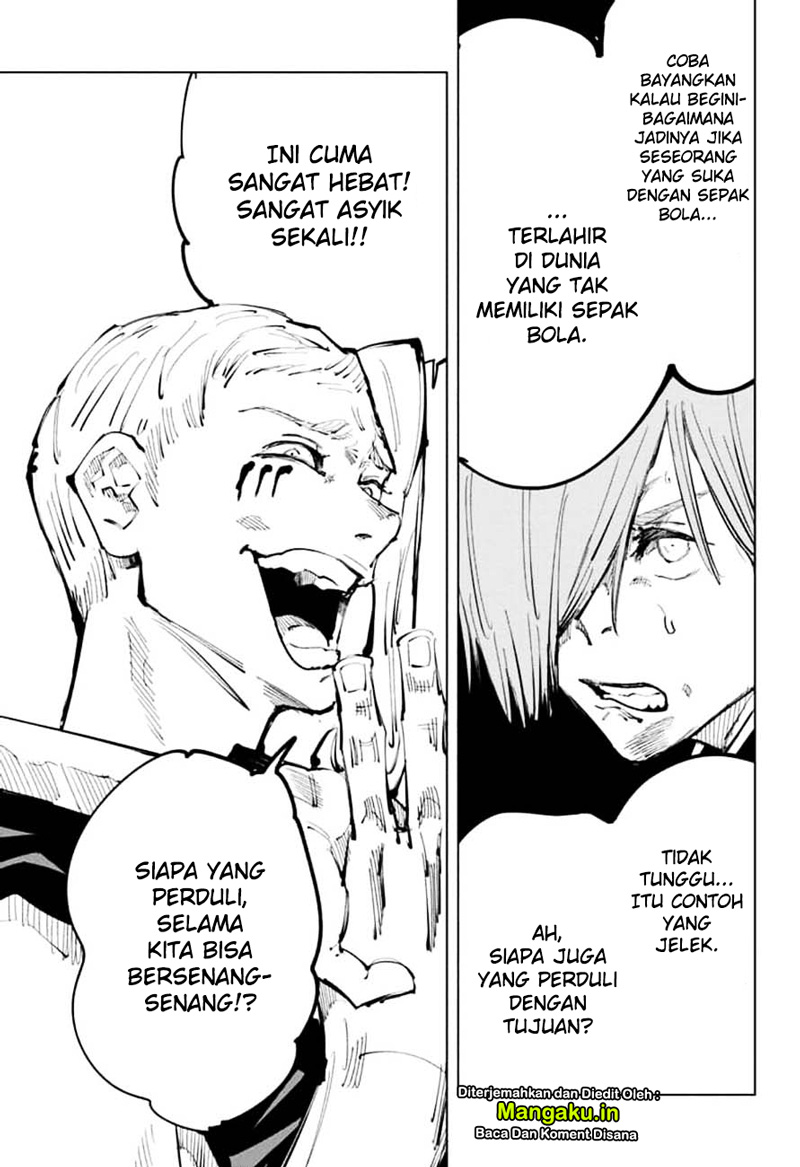 COBA
BAYANGKAN
KALAU BEGINI-
BAGAIMANA
JADINYA JIKA
SESEORANG
YANG SUKA
DENGAN SEPAK
BOLA...
...
TERLAHIR
DI DUNIA
YANG TAK
MEMILIKI SEPAK
BOLA.
TIDAK
TUNGGU...
ITU CONTOH
YANG
JELEK.
AH,
SIAPA JUGA
YANG PERDULI
DENGAN
TUJUAN?
INI CUMA
SANGAT HEBAT!
SANGAT ASYIK
SEKALI!!
SIAPA YANG
PERDULI,
SELAMA
KITA BISA
BERSENANG-
SENANG!?
Diterjemahkan dan Diedit Oleh :
Mangaku.in
Baca Dan Koment Disana